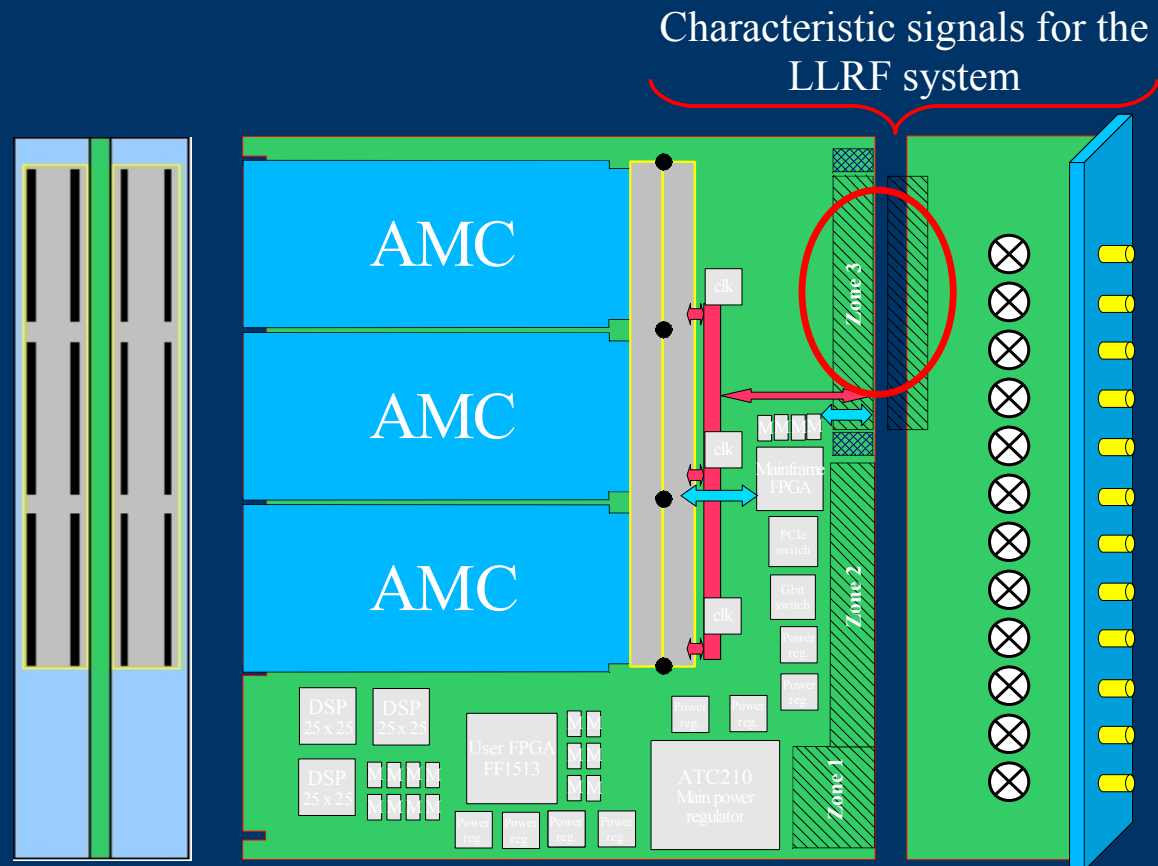 Characteristic signals for the
LLRF system
AMC
clk
Zone 3
AMC
M M M M
clk
Mainframe
FPGA
PCIe
switch
Zone 2
AMC
Gbit
switch
clk
Power
reg.
Power
reg.
DSP
25 x 25
DSP
25 x 25
Power
reg.
Power
reg.
User FPGA
FF1513
M M
M M
M M
DSP
25 x 25
M M M M
M M M M
ATC210
Main power
regulator
Zone 1
Power
reg.
Power
reg.
Power
reg.
Power
reg.